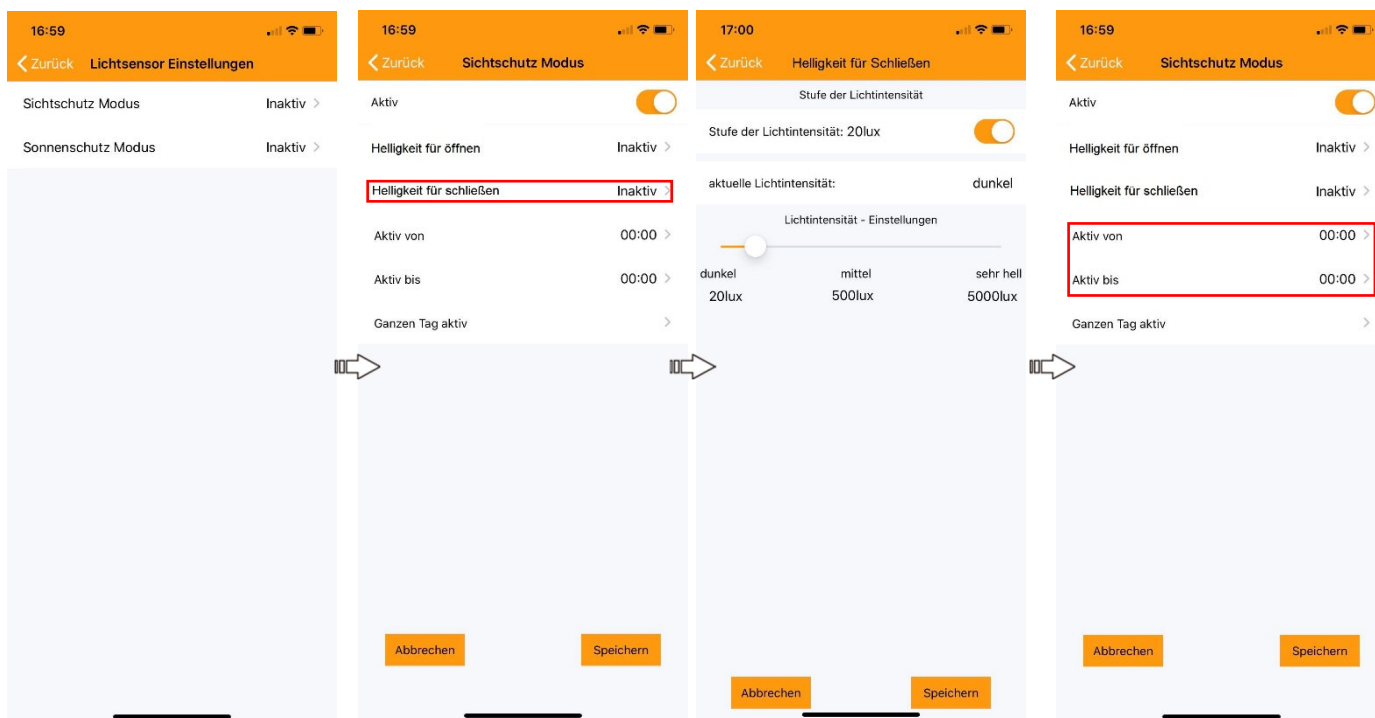 16:59
Zurück Lichtsensor Einstellungen
Sichtschutz Modus Inaktiv
Sonnenschutz Modus Inaktiv
16:59
Zurück Sichtschutz Modus
Aktiv
Helligkeit für öffnen Inaktiv
Helligkeit für schließen Inaktiv
Aktiv von 00:00
Aktiv bis 00:00
Ganzen Tag aktiv
Abbrechen Speichern
17:00
Zurück Helligkeit für Schließen
Stufe der Lichtintensität
Stufe der Lichtintensität: 20lux
aktuelle Lichtintensität: dunkel
Lichtintensität - Einstellungen
dunkel mittel sehr hell
20lux 500lux 5000lux
Abbrechen Speichern
16:59
Zurück Sichtschutz Modus
Aktiv
Helligkeit für öffnen Inaktiv
Helligkeit für schließen Inaktiv
Aktiv von 00:00
Aktiv bis 00:00
Ganzen Tag aktiv
Abbrechen Speichern